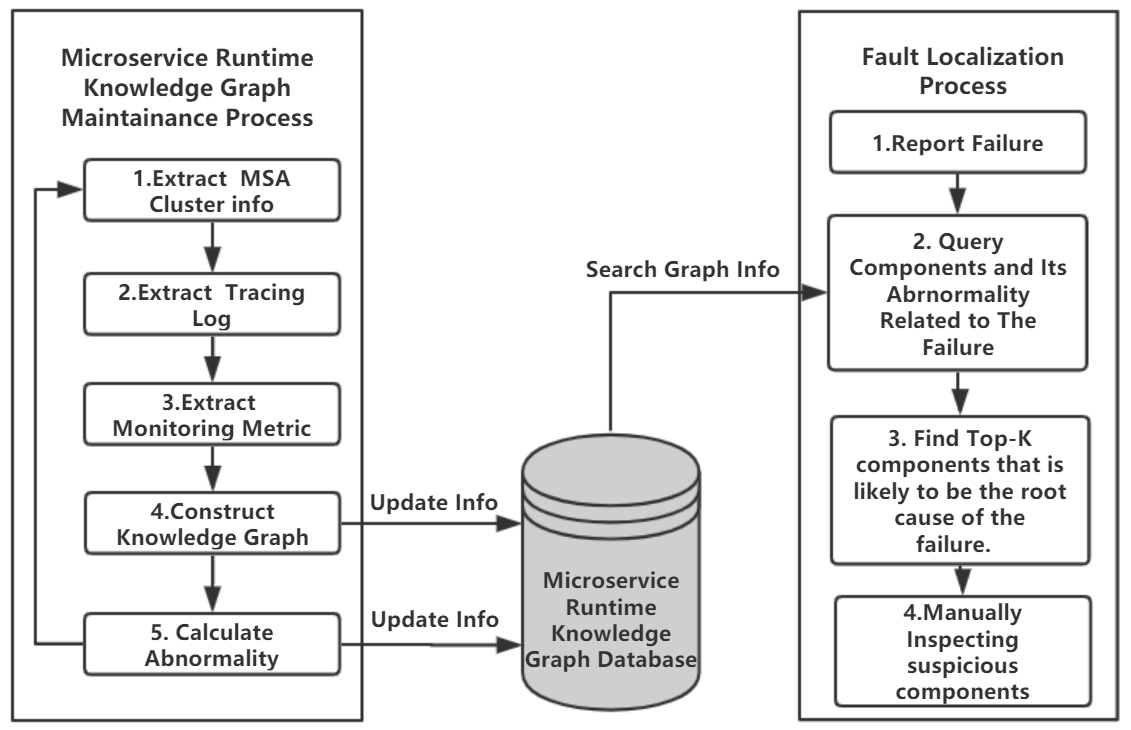 Microservice Runtime
Knowledge Graph
Maintainance Process
1.Extract MSA
Cluster info
2.Extract Tracing
Log
3.Extract
Monitoring Metric
4.Construct
Knowledge Graph
5. Calculate
Abnormality
Update Info
Update Info
Microservice
Runtime
Knowledge
Graph Database
Search Graph Info
Fault Localization
Process
1.Report Failure
2. Query
Components and Its
Abrnormality
Related to The
Failure
3. Find Top-K
components that is
likely to be the root
cause of the
failure.
4.Manually
Inspecting
suspicious
components